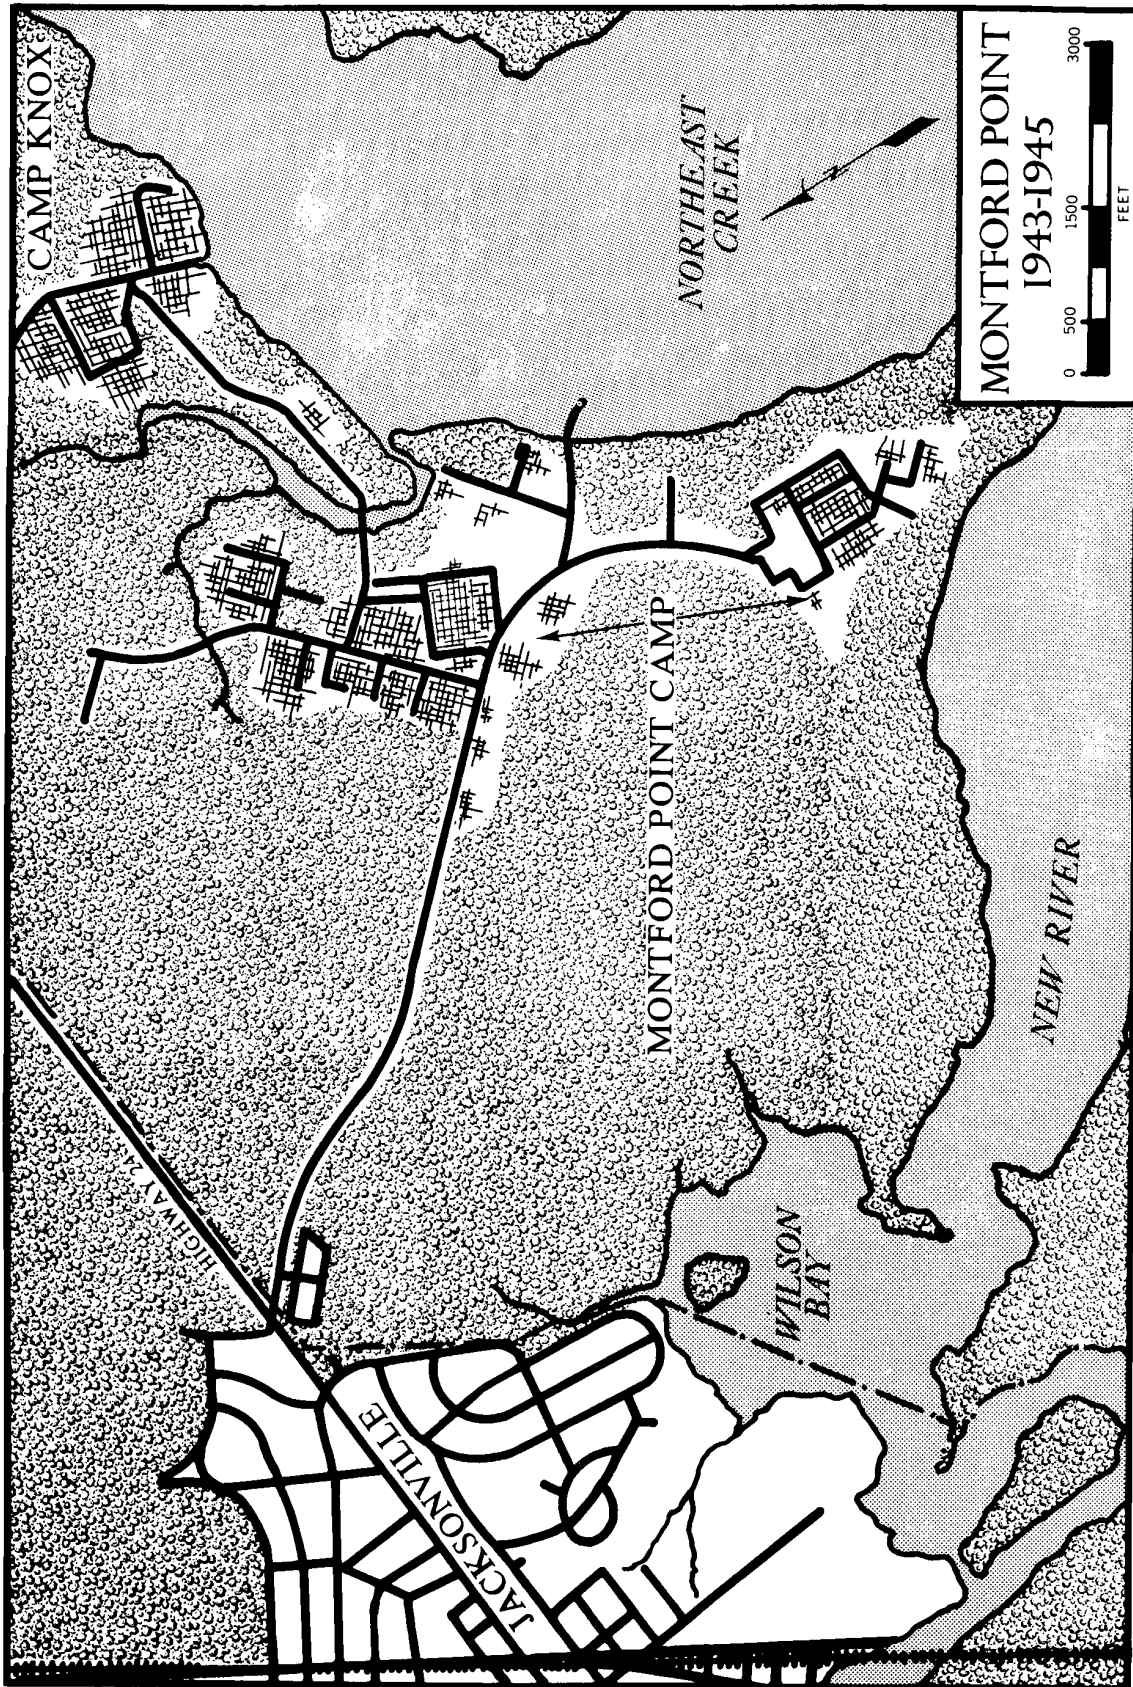 CAMP KNOX
NORTHEAST
CREEK
N
MONTFORD POINT
1943-1945
0 500 1500 3000
FEET
MONTFORD POINT CAMP
HIGHWAY
NEW RIVER
WILSON
BAY
JACKSONVILLE